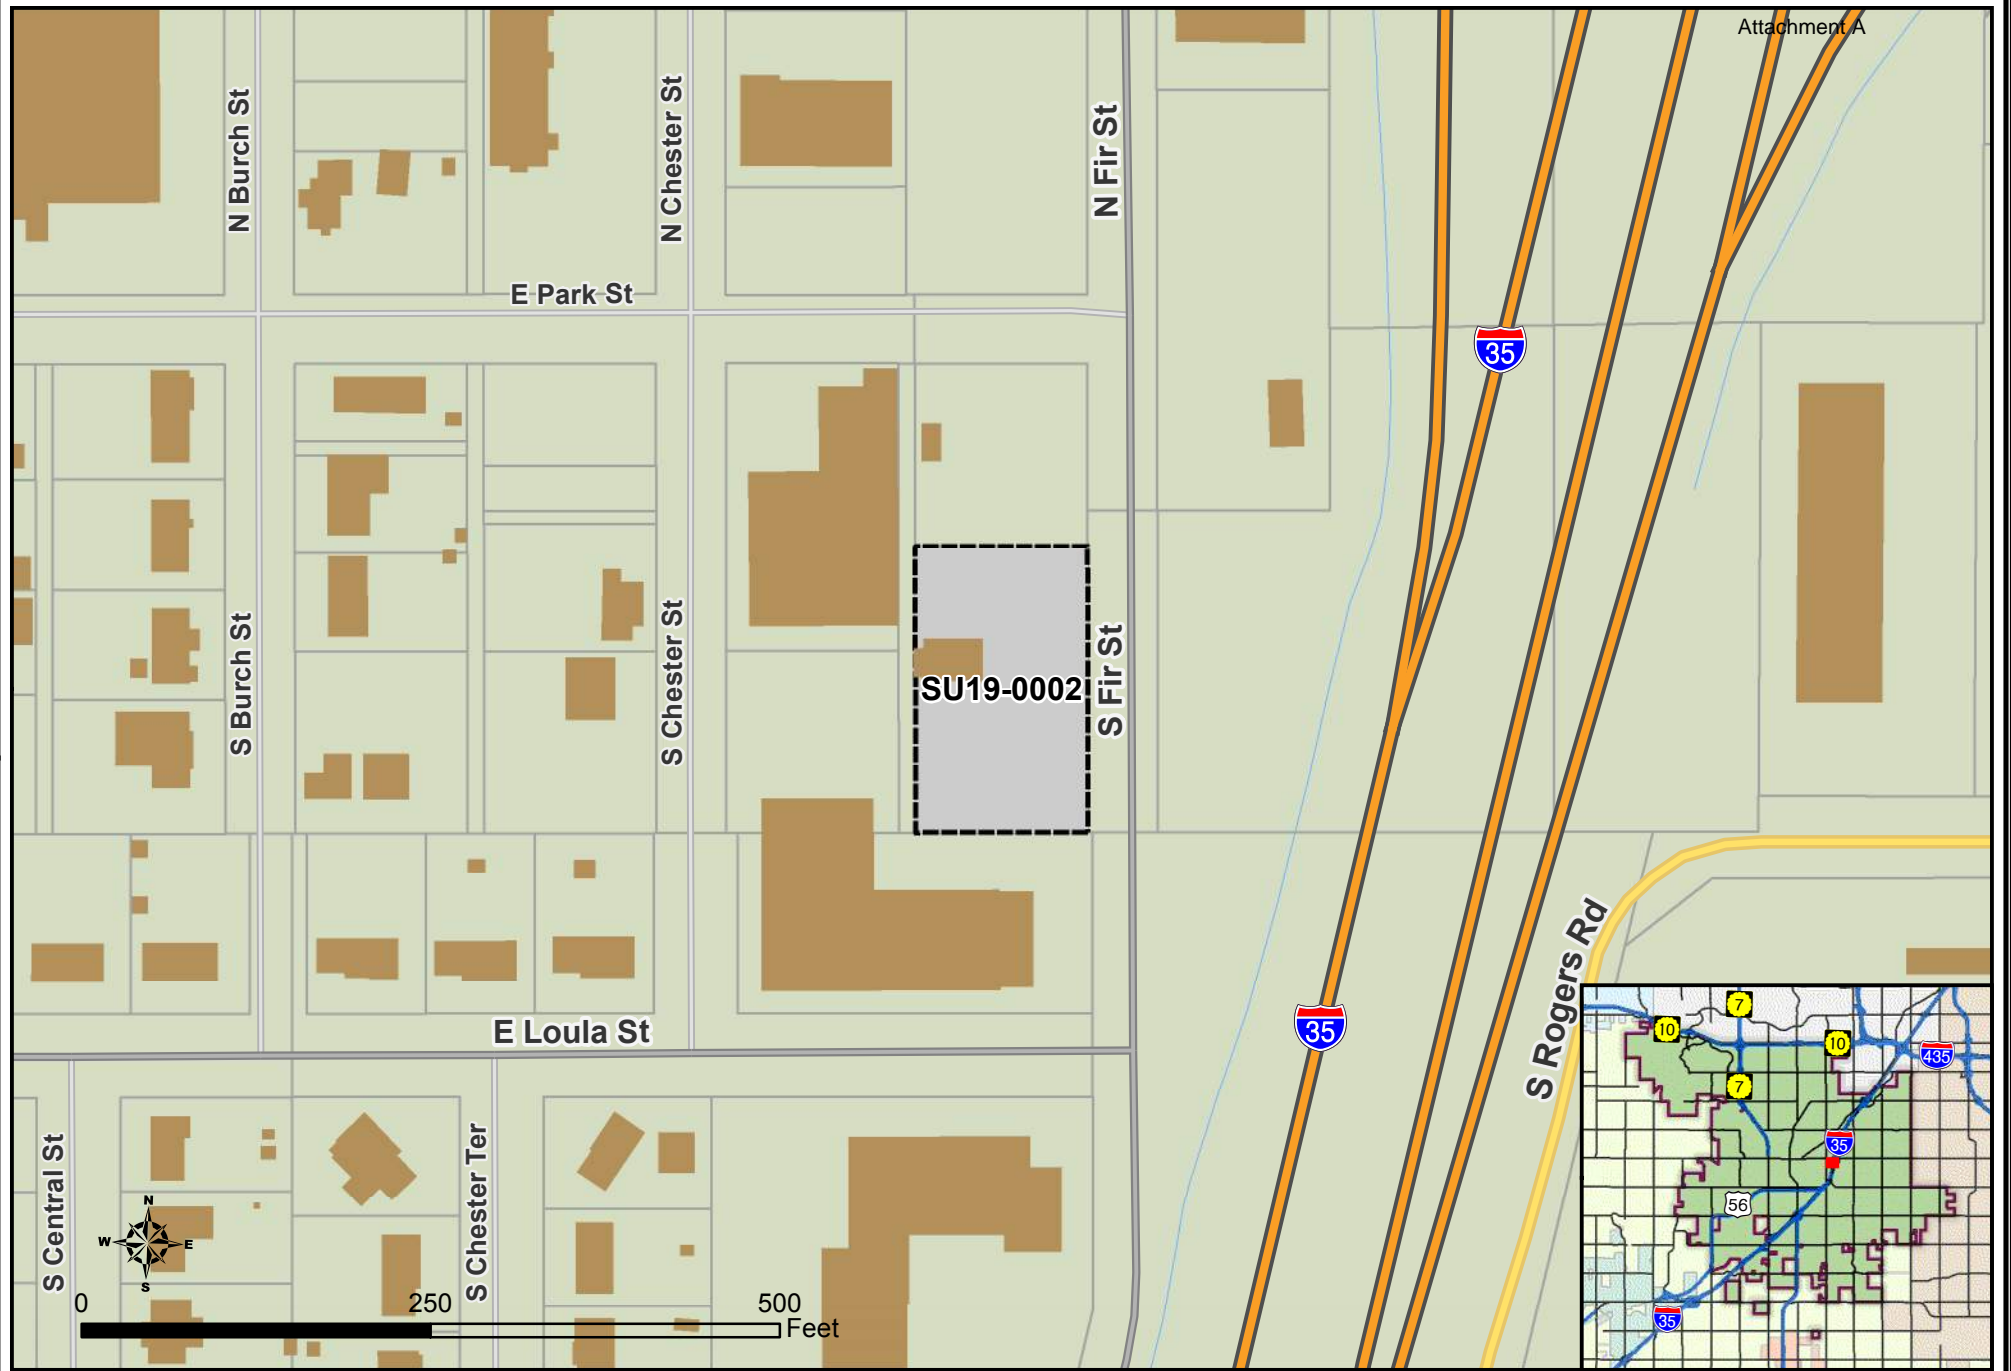 Attachment A
N Burch St
N Chester St
N Fir St
E Park St
35
S Burch St
S Chester St
SU19-0002
S Fir St
S Rogers Rd
E Loula St
35
S Central St
S Chester Ter
N
W E
S
0 250 500
Feet
7
10
10
435
7
35
56
35